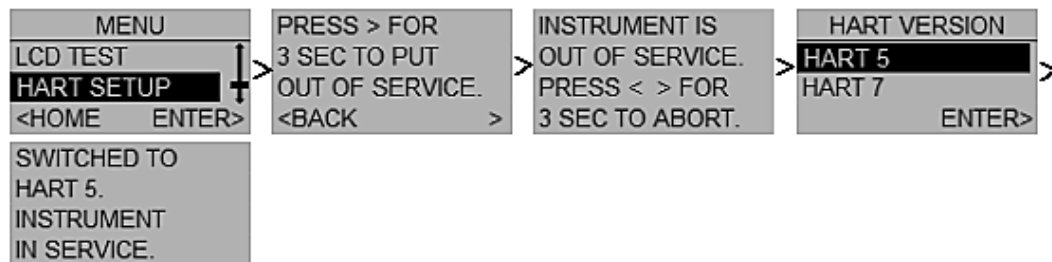 MENU
LCD TEST
HART SETUP
<HOME ENTER>
>
PRESS > FOR
3 SEC TO PUT
OUT OF SERVICE.
<BACK >
>
INSTRUMENT IS
OUT OF SERVICE.
PRESS < > FOR
3 SEC TO ABORT.
>
HART VERSION
HART 5
HART 7
ENTER>
>
SWITCHED TO
HART 5.
INSTRUMENT
IN SERVICE.